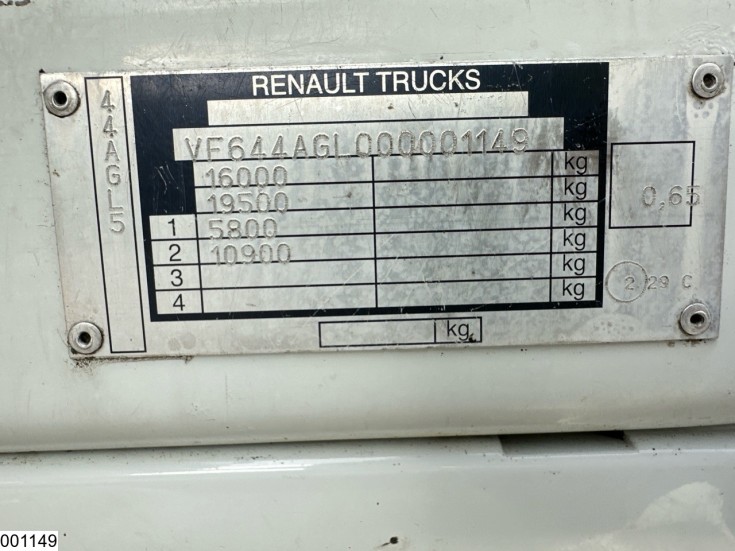 44AGL5
RENAULT TRUCKS
VF644AGL000001149
16000 kg
19500 kg
1 5800 kg
2 10900 kg
3 kg
4 kg
kg
0,65
2 29 C
001149